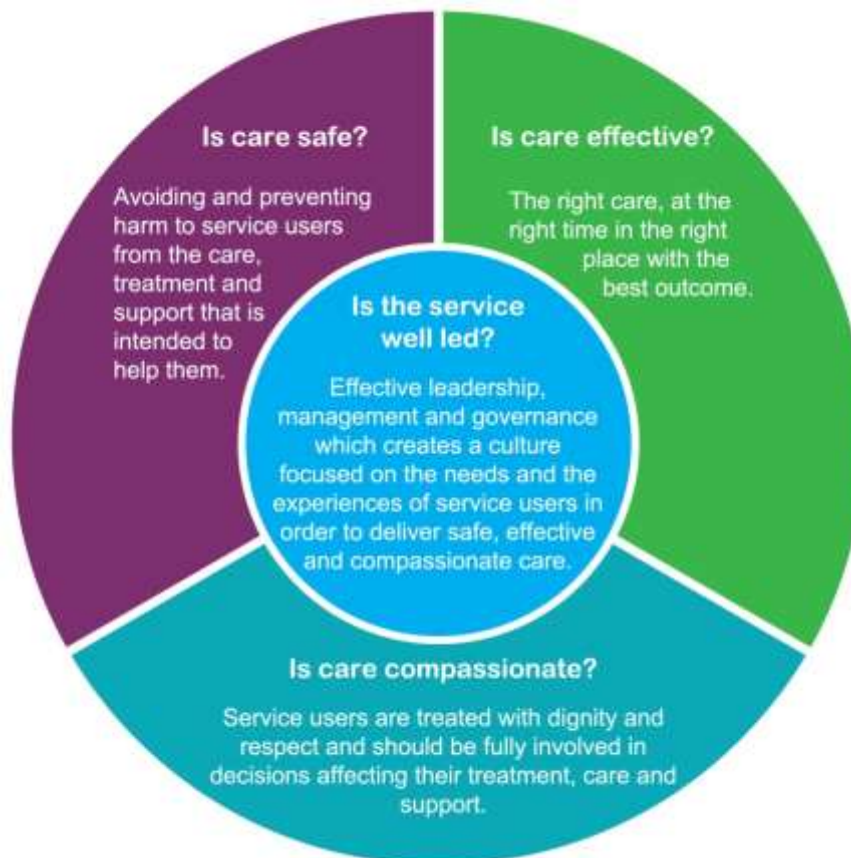 Is care safe?
Avoiding and preventing
harm to service users
from the care,
treatment and
support that is
intended to
help them.
Is care effective?
The right care, at the
right time in the right
place with the
best outcome.
Is the service
well led?
Effective leadership,
management and governance
which creates a culture
focused on the needs and the
experiences of service users in
order to deliver safe, effective
and compassionate care.
Is care compassionate?
Service users are treated with dignity and
respect and should be fully involved in
decisions affecting their treatment, care and
support.